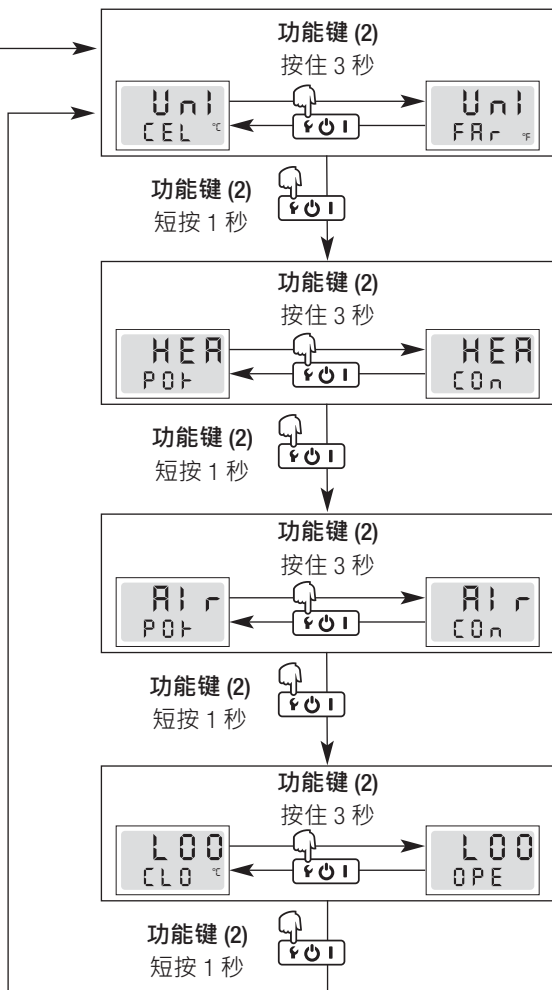 功能键 (2)
按住 3 秒
UnI
CEL °C
UnI
FAr °F
功能键 (2)
短按 1 秒
功能键 (2)
按住 3 秒
HEA
POt
HEA
COn
功能键 (2)
短按 1 秒
功能键 (2)
按住 3 秒
AIr
POt
AIr
COn
功能键 (2)
短按 1 秒
功能键 (2)
按住 3 秒
LOO
CLO °C
LOO
OPE
功能键 (2)
短按 1 秒